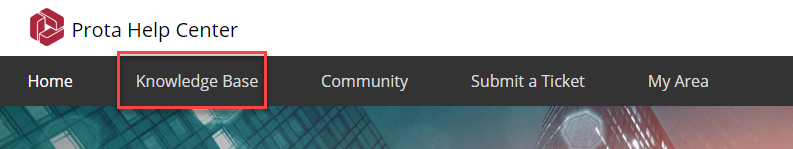 Prota Help Center
Home Knowledge Base Community Submit a Ticket My Area